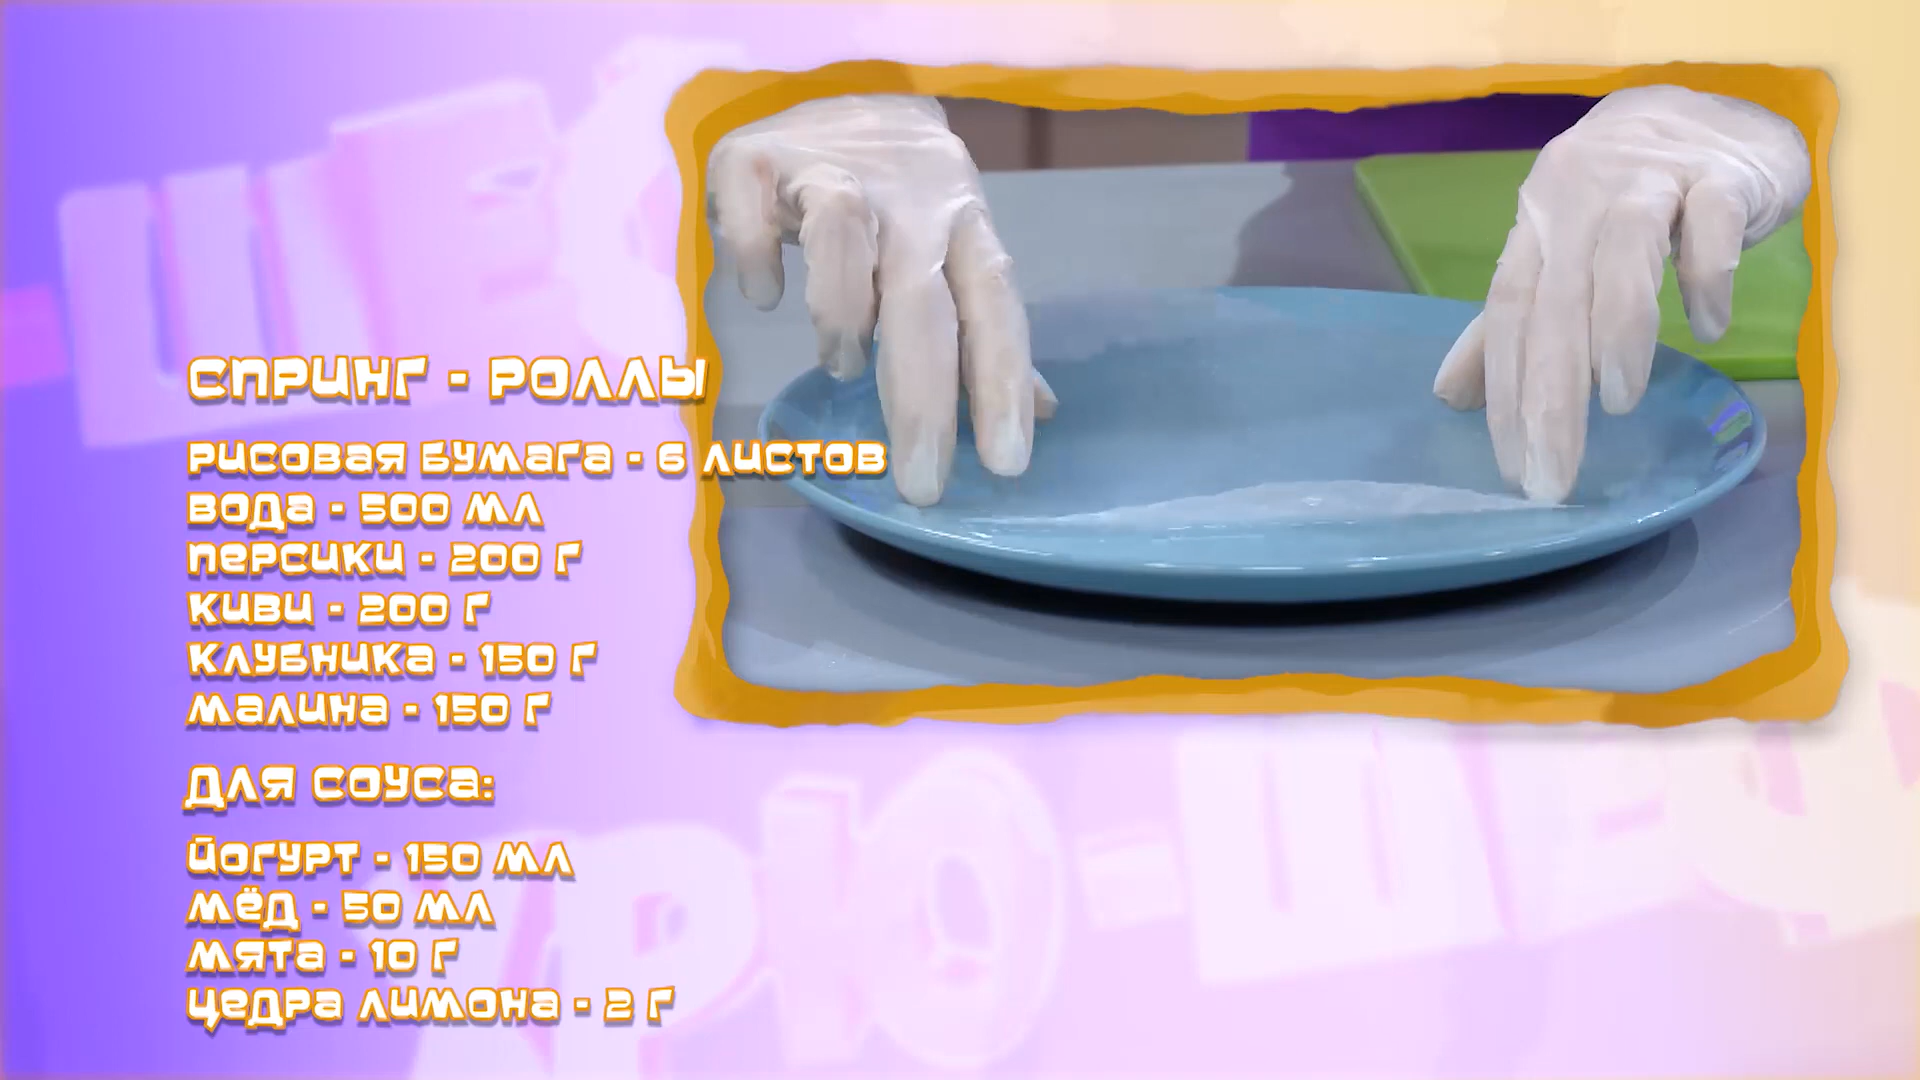 СПРИНГ - РОЛЛЫ
РИСОВАЯ БУМАГА - 6 ЛИСТОВ
ВОДА - 500 МЛ
ПЕРСИКИ - 200 Г
КИВИ - 200 Г
КЛУБНИКА - 150 Г
МАЛИНА - 150 Г
ДЛЯ СОУСА:
ЙОГУРТ - 150 МЛ
МЁД - 50 МЛ
МЯТА - 10 Г
ЦЕДРА ЛИМОНА - 2 Г